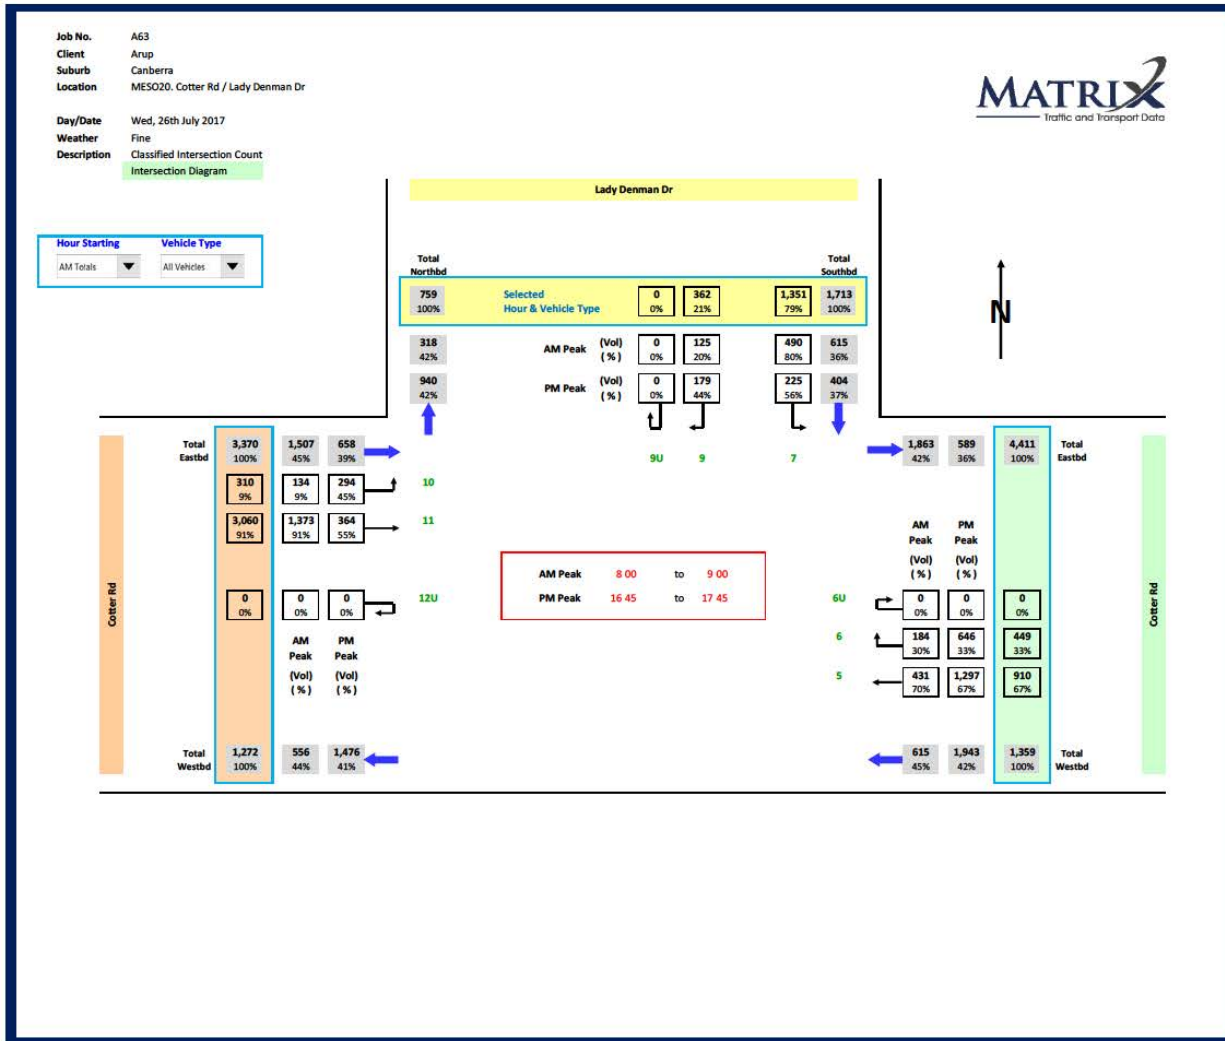 Job No. A63
Client Arup
Suburb Canberra
Location MESO20. Cotter Rd / Lady Denman Dr
MATRIX
Traffic and Transport Data
Day/Date Wed, 26th July 2017
Weather Fine
Description Classified Intersection Count
Intersection Diagram
Lady Denman Dr
Hour Starting Vehicle Type
AM Totals All Vehicles
Total Total
Northbd Southbd
759 Selected 0 362 1,351 1,713
100% Hour & Vehicle Type 0% 21% 79% 100%
N
318 AM Peak (Vol) 0 125 490 615
42% (%) 0% 20% 80% 36%
940 PM Peak (Vol) 0 179 225 404
42% (%) 0% 44% 56% 37%
Total 3,370 1,507 658 1,863 589 4,411 Total
Eastbd 100% 45% 39% 42% 36% 100% Eastbd
9U 9 7
310 134 294 10
9% 9% 45%
3,060 1,373 364 11
91% 91% 55%
AM PM
Peak Peak
(Vol) (Vol)
(%) (%)
AM Peak 8 00 to 9 00
PM Peak 16 45 to 17 45
Cotter Rd
0 0 0 12U 6U 0 0 0
0% 0% 0% 0% 0% 0%
Cotter Rd
AM PM
Peak Peak
(Vol) (Vol)
(%) (%)
6 184 646 449
30% 33% 33%
5 431 1,297 910
70% 67% 67%
Total 1,272 556 1,476 615 1,943 1,359 Total
Westbd 100% 44% 41% 45% 42% 100% Westbd